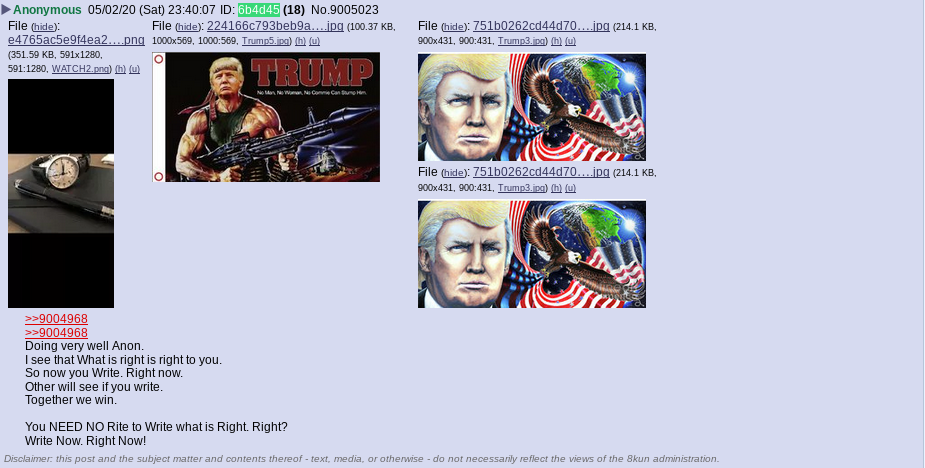 ▶Anonymous 05/02/20 (Sat) 23:40:07 ID: 6b4d45 (18) No.9005023
File (hide): e4765ac5e9f4ea2….png
(351.59 KB, 591x1280,
591:1280, WATCH2.png) (h) (u)
File (hide): 224166c793beb9a….jpg (100.37 KB,
1000x569, 1000:569, Trump5.jpg) (h) (u)
TRUMP
No Man, No Woman, No Commie Can Stump Him.
File (hide): 751b0262cd44d70….jpg (214.1 KB,
900x431, 900:431, Trump3.jpg) (h) (u)
File (hide): 751b0262cd44d70….jpg (214.1 KB,
900x431, 900:431, Trump3.jpg) (h) (u)
>>9004968
>>9004968
Doing very well Anon.
I see that What is right is right to you.
So now you Write. Right now.
Other will see if you write.
Together we win.
You NEED NO Rite to Write what is Right. Right?
Write Now. Right Now!
Disclaimer: this post and the subject matter and contents thereof - text, media, or otherwise - do not necessarily reflect the views of the 8kun administration.